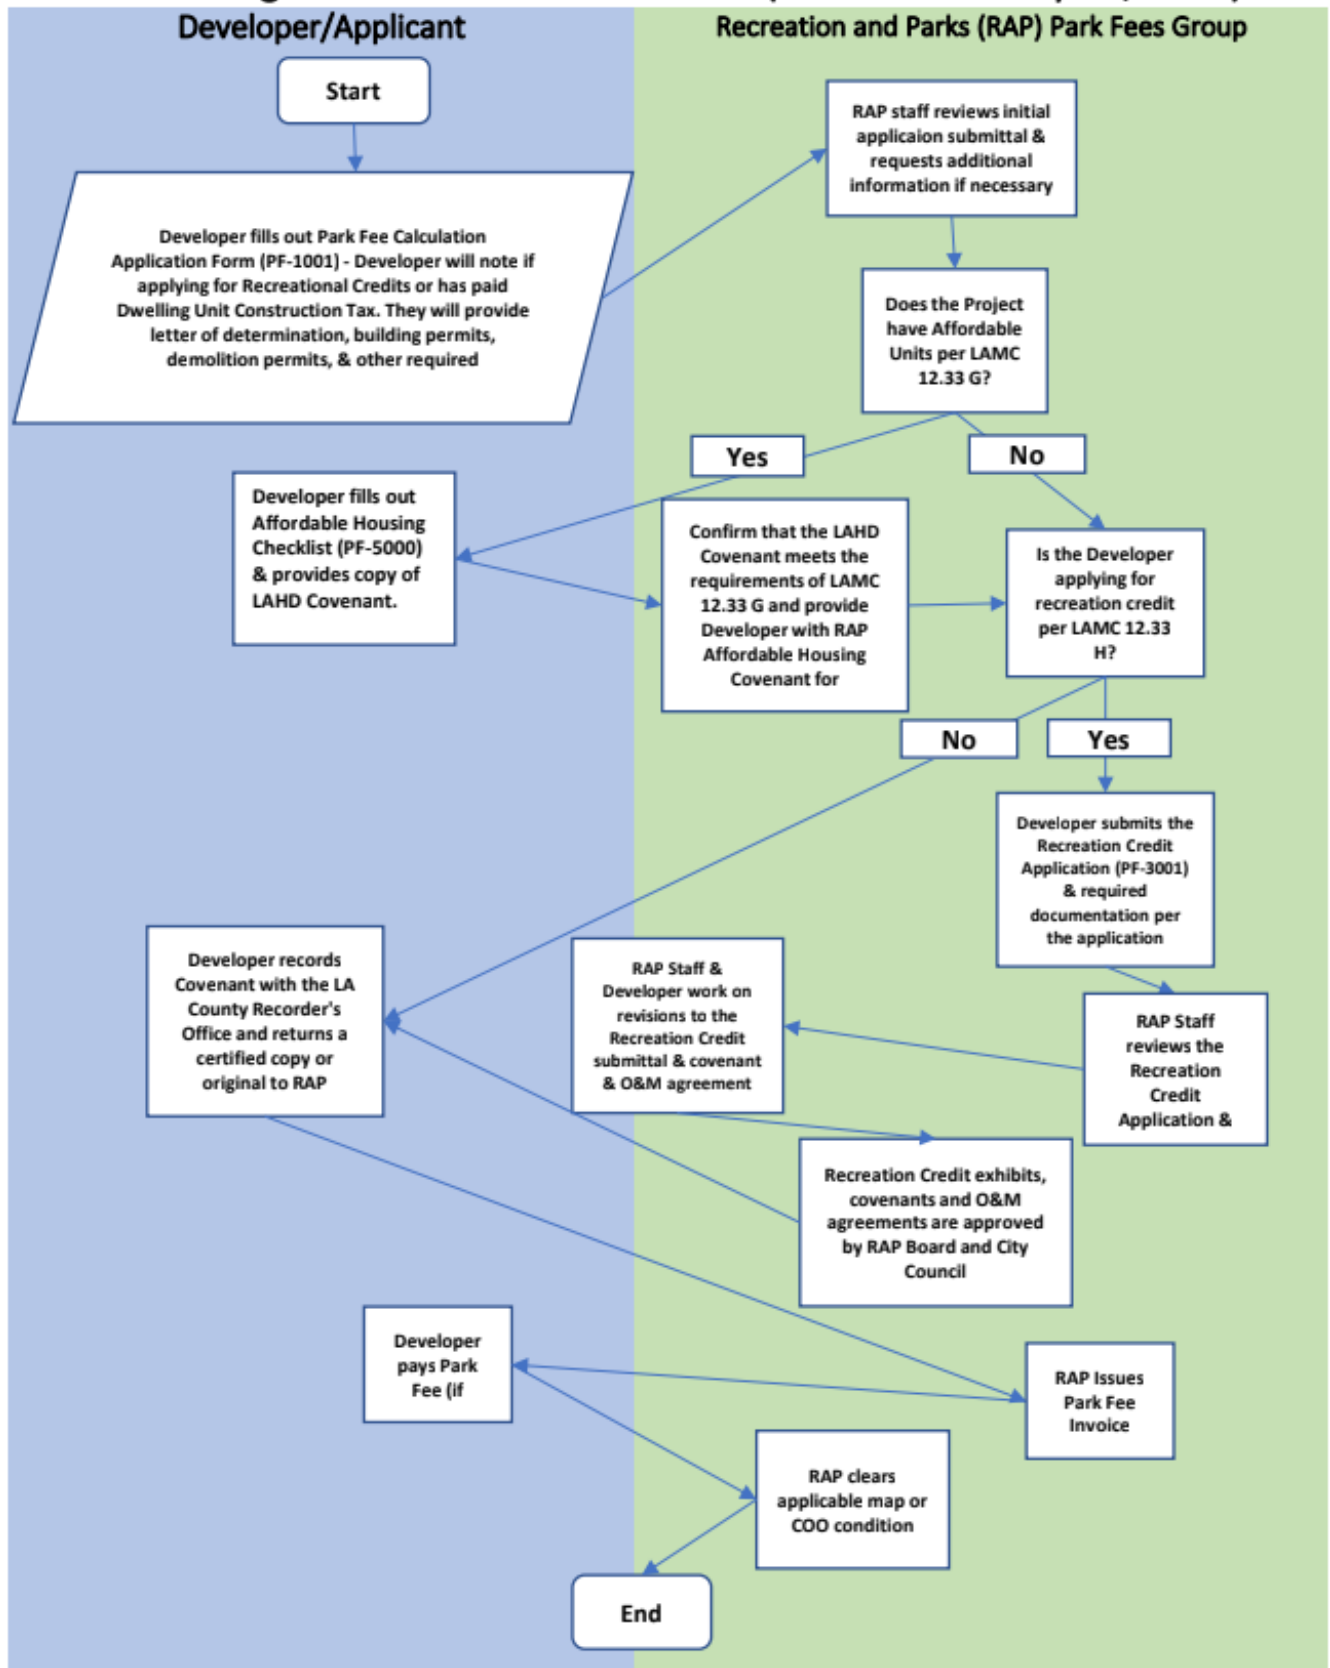 Developer/Applicant
Recreation and Parks (RAP) Park Fees Group
Start
RAP staff reviews initial
applicaion submittal &
requests additional
information if necessary
Developer fills out Park Fee Calculation
Application Form (PF-1001) - Developer will note if
applying for Recreational Credits or has paid
Dwelling Unit Construction Tax. They will provide
letter of determination, building permits,
demolition permits, & other required
Does the Project
have Affordable
Units per LAMC
12.33 G?
Yes
No
Developer fills out
Affordable Housing
Checklist (PF-5000)
& provides copy of
LAHD Covenant.
Confirm that the LAHD
Covenant meets the
requirements of LAMC
12.33 G and provide
Developer with RAP
Affordable Housing
Covenant for
Is the Developer
applying for
recreation credit
per LAMC 12.33
H?
No
Yes
Developer submits the
Recreation Credit
Application (PF-3001)
& required
documentation per
the application
Developer records
Covenant with the LA
County Recorder's
Office and returns a
certified copy or
original to RAP
RAP Staff &
Developer work on
revisions to the
Recreation Credit
submittal & covenant
& O&M agreement
RAP Staff
reviews the
Recreation
Credit
Application &
Recreation Credit exhibits,
covenants and O&M
agreements are approved
by RAP Board and City
Council
Developer
pays Park
Fee (if
RAP Issues
Park Fee
Invoice
RAP clears
applicable map or
COO condition
End